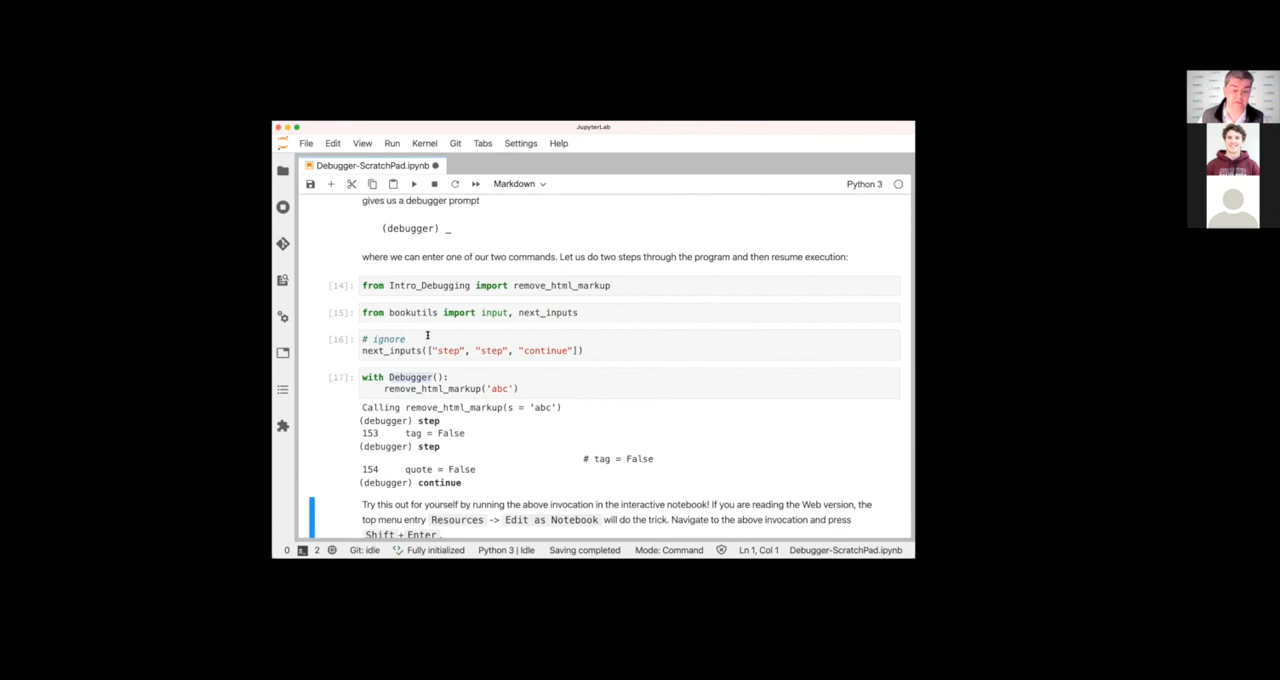 JupyterLab
File Edit View Run Kernel Git Tabs Settings Help
Debugger-ScratchPad.ipynb
Markdown Python 3
gives us a debugger prompt
(debugger) _
where we can enter one of our two commands. Let us do two steps through the program and then resume execution:
[14]: from Intro_Debugging import remove_html_markup
[15]: from bookutils import input, next_inputs
[16]: # ignore
next_inputs(["step", "step", "continue"])
[17]: with Debugger():
remove_html_markup('abc')
Calling remove_html_markup(s = 'abc')
(debugger) step
153 tag = False
(debugger) step
# tag = False
154 quote = False
(debugger) continue
Try this out for yourself by running the above invocation in the interactive notebook! If you are reading the Web version, the
top menu entry Resources -> Edit as Notebook will do the trick. Navigate to the above invocation and press
Shift + Enter.
0 2 Git: idle Fully initialized Python 3 | Idle Saving completed Mode: Command Ln 1, Col 1 Debugger-ScratchPad.ipynb